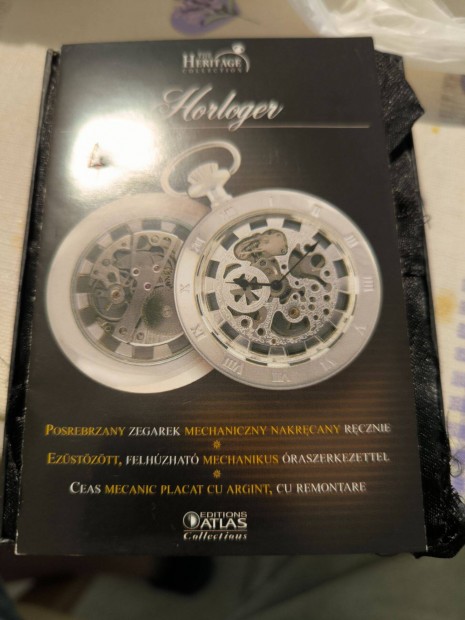 THE
HERITAGE
COLLECTION
Horloger
POSREBRZANY ZEGAREK MECHANICZNY NAKRĘCANY RĘCZNIE
EZÜSTÖZÖTT, FELHÚZHATÓ MECHANIKUS ÓRASZERKEZETTEL
CEAS MECANIC PLACAT CU ARGINT, CU REMONTARE
EDITIONS
ATLAS
Collections